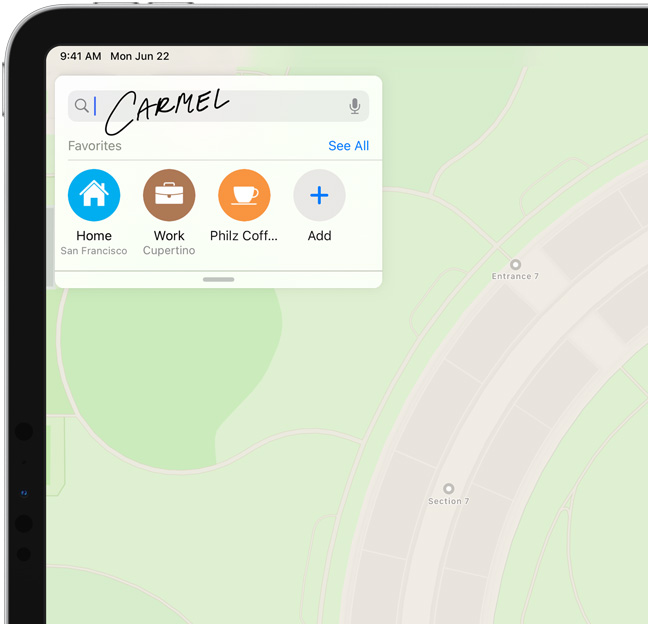 9:41 AM Mon Jun 22
CARMEL
Favorites See All
Home Work Philz Coff... Add
San Francisco Cupertino
Entrance 7
Section 7